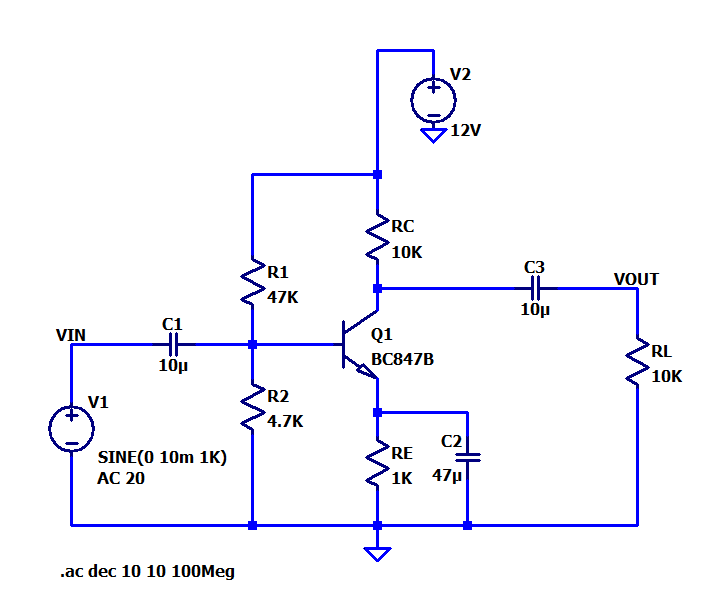 V2
12V
RC
10K
R1
47K
C3
10µ
VOUT
VIN
C1
10µ
Q1
BC847B
RL
10K
R2
4.7K
V1
SINE(0 10m 1K)
AC 20
RE
1K
C2
47µ
.ac dec 10 10 100Meg